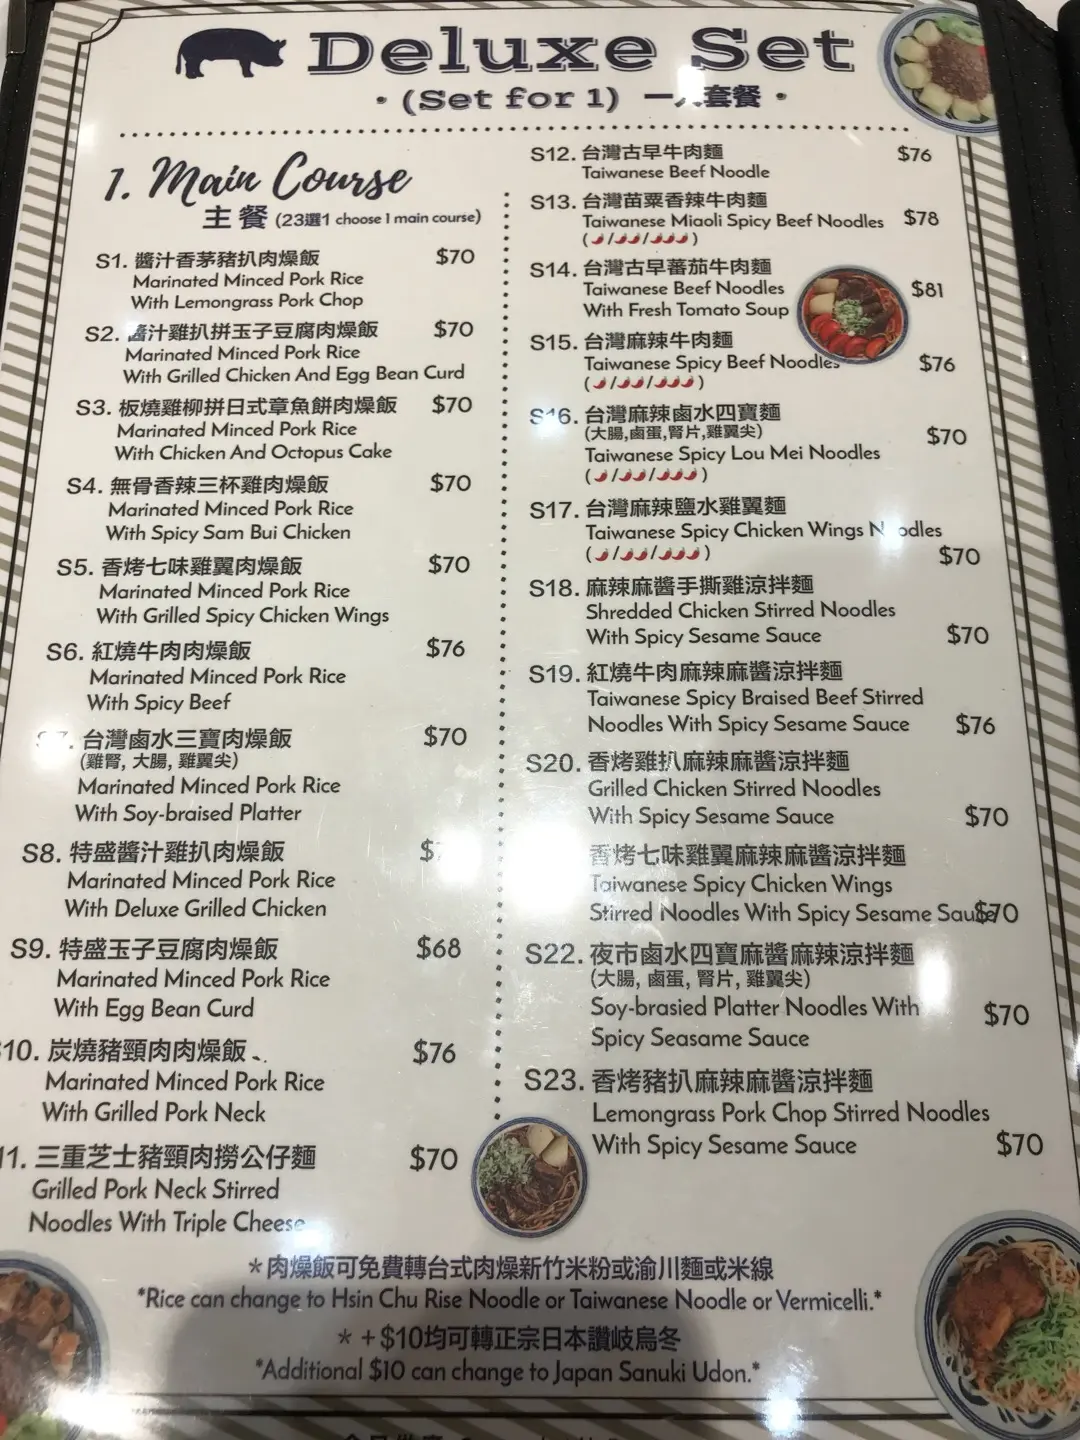 Deluxe Set
• (Set for 1) 一人套餐 •
1. Main Course
主餐 (23選1 choose 1 main course)
S1. 醬汁香茅豬扒肉燥飯 $70
Marinated Minced Pork Rice
With Lemongrass Pork Chop
S2. 醬汁雞扒拼玉子豆腐肉燥飯 $70
Marinated Minced Pork Rice
With Grilled Chicken And Egg Bean Curd
S3. 板燒雞柳拼日式章魚餅肉燥飯 $70
Marinated Minced Pork Rice
With Chicken And Octopus Cake
S4. 無骨香辣三杯雞肉燥飯 $70
Marinated Minced Pork Rice
With Spicy Sam Bui Chicken
S5. 香烤七味雞翼肉燥飯 $70
Marinated Minced Pork Rice
With Grilled Spicy Chicken Wings
S6. 紅燒牛肉肉燥飯 $76
Marinated Minced Pork Rice
With Spicy Beef
台灣鹵水三寶肉燥飯 $70
(雞腎, 大腸, 雞翼尖)
Marinated Minced Pork Rice
With Soy-braised Platter
S8. 特盛醬汁雞扒肉燥飯
Marinated Minced Pork Rice
With Deluxe Grilled Chicken
S9. 特盛玉子豆腐肉燥飯 $68
Marinated Minced Pork Rice
With Egg Bean Curd
10. 炭燒豬頸肉肉燥飯 $76
Marinated Minced Pork Rice
With Grilled Pork Neck
11. 三重芝士豬頸肉撈公仔麵 $70
Grilled Pork Neck Stirred
Noodles With Triple Cheese
S12. 台灣古早牛肉麵 $76
Taiwanese Beef Noodle
S13. 台灣苗粟香辣牛肉麵
Taiwanese Miaoli Spicy Beef Noodles $78
( / / )
S14. 台灣古早蕃茄牛肉麵
Taiwanese Beef Noodles $81
With Fresh Tomato Soup
S15. 台灣麻辣牛肉麵
Taiwanese Spicy Beef Noodles $76
( / / )
S16. 台灣麻辣鹵水四寶麵
(大腸,鹵蛋,腎片,雞翼尖) $70
Taiwanese Spicy Lou Mei Noodles
( / / )
S17. 台灣麻辣鹽水雞翼麵
Taiwanese Spicy Chicken Wings Noodles
( / / ) $70
S18. 麻辣麻醬手撕雞涼拌麵
Shredded Chicken Stirred Noodles
With Spicy Sesame Sauce $70
S19. 紅燒牛肉麻辣麻醬涼拌麵
Taiwanese Spicy Braised Beef Stirred
Noodles With Spicy Sesame Sauce $76
S20. 香烤雞扒麻辣麻醬涼拌麵
Grilled Chicken Stirred Noodles
With Spicy Sesame Sauce $70
香烤七味雞翼麻辣麻醬涼拌麵
Taiwanese Spicy Chicken Wings
Stirred Noodles With Spicy Sesame Sauce $70
S22. 夜市鹵水四寶麻醬麻辣涼拌麵
(大腸, 鹵蛋, 腎片, 雞翼尖)
Soy-brasied Platter Noodles With $70
Spicy Seasame Sauce
S23. 香烤豬扒麻辣麻醬涼拌麵
Lemongrass Pork Chop Stirred Noodles
With Spicy Sesame Sauce $70
*肉燥飯可免費轉台式肉燥新竹米粉或渝川麵或米線
*Rice can change to Hsin Chu Rise Noodle or Taiwanese Noodle or Vermicelli.*
*+$10均可轉正宗日本讚岐烏冬
*Additional $10 can change to Japan Sanuki Udon.*